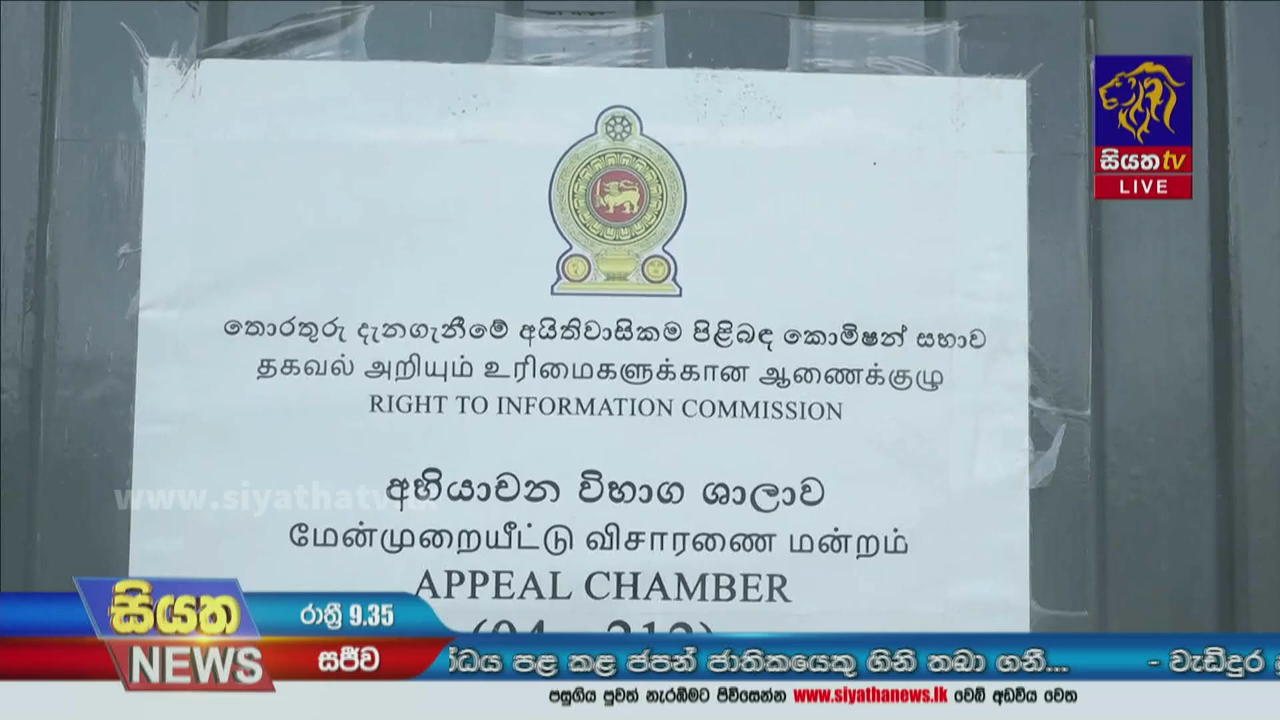 සියත tv
LIVE
තොරතුරු දැනගැනීමේ අයිතිවාසිකම පිළිබඳ කොමිෂන් සභාව
தகவல் அறியும் உரிமைகளுக்கான ஆணைக்குழு
RIGHT TO INFORMATION COMMISSION
අභියාචන විභාග ශාලාව
www.siyathatv.lk
மேன்முறையீட்டு விசாரணை மன்றம்
APPEAL CHAMBER
සියත
NEWS
රාත්‍රී 9.35
සජීව
පළ කළ ජපන් ජාතිකයෙකු ගිනි තබා ගනී... - වැඩිදුර
පසුගිය පුවත් නැරඹීමට පිවිසෙන්න www.siyathanews.lk වෙබ් අඩවිය වෙත